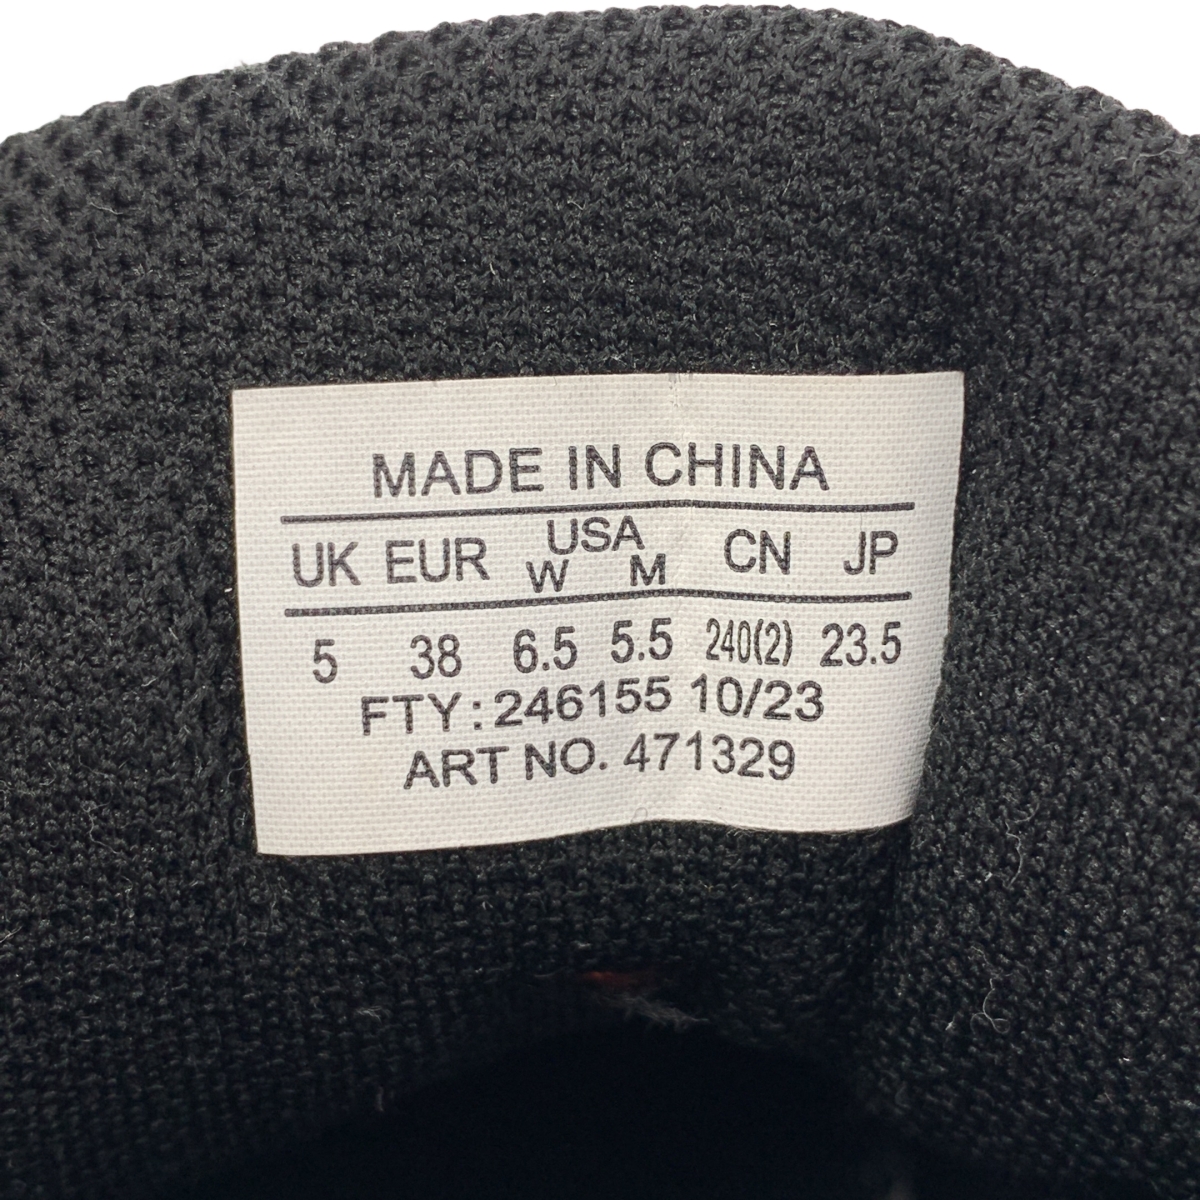 MADE IN CHINA
UK EUR USA CN JP
W M
5 38 6.5 5.5 240(2) 23.5
FTY: 246155 10/23
ART NO. 471329